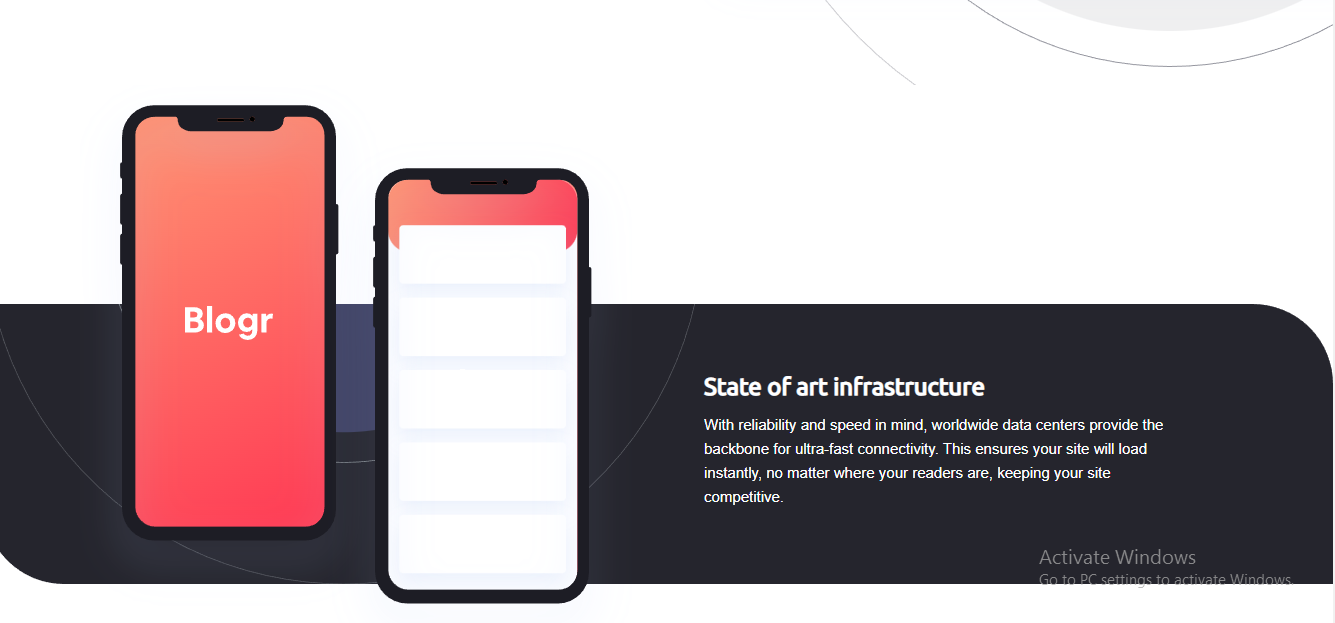 Blogr
State of art infrastructure
With reliability and speed in mind, worldwide data centers provide the
backbone for ultra-fast connectivity. This ensures your site will load
instantly, no matter where your readers are, keeping your site
competitive.
Activate Windows
Go to PC settings to activate Windows.